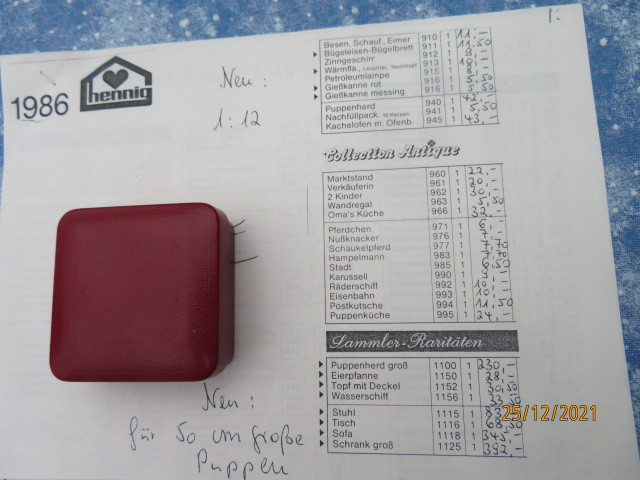 1986
hennig
Neu:
1:12
Besen, Schauf., Eimer 910 1 11,-
Bügeleisen-Bügelbrett 911 1 11,50
Zinngeschirr 912 1
Wärmfla., Leuchter, Nachttopf 913 1
Petroleumlampe 915 1
Gießkanne rot 916 1 5,50
Gießkanne messing 916 1 5,50
Puppenherd 940 1 42,-
Nachfüllpack. 10 Kerzen 941 1 5,50
Kachelofen m. Ofenb. 945 1 43,-
Collection Antique
Marktstand 960 1 22,-
Verkäuferin 961 1 20,-
2 Kinder 962 1 30,-
Wandregal 963 1 5,50
Oma's Küche 966 1 32,-
Pferdchen 971 1 6,-
Nußknacker 976 1 7,-
Schaukelpferd 977 1 7,70
Hampelmann 983 1 7,70
Stadt 985 1 6,50
Karussell 990 1 9,-
Räderschiff 992 1 10,-
Eisenbahn 993 1 10,-
Postkutsche 994 1 11,50
Puppenküche 995 1 24,-
Sammler-Raritäten
Puppenherd groß 1100 1 230,-
Eierpfanne 1150 1 28,-
Topf mit Deckel 1152 1 30,50
Wasserschiff 1156 1 33,50
Stuhl 1115 1
Tisch 1116 1
Sofa 1118 1 345,-
Schrank groß 1125 1 392,-
Neu:
für 50 cm große
Puppen
25/12/2021